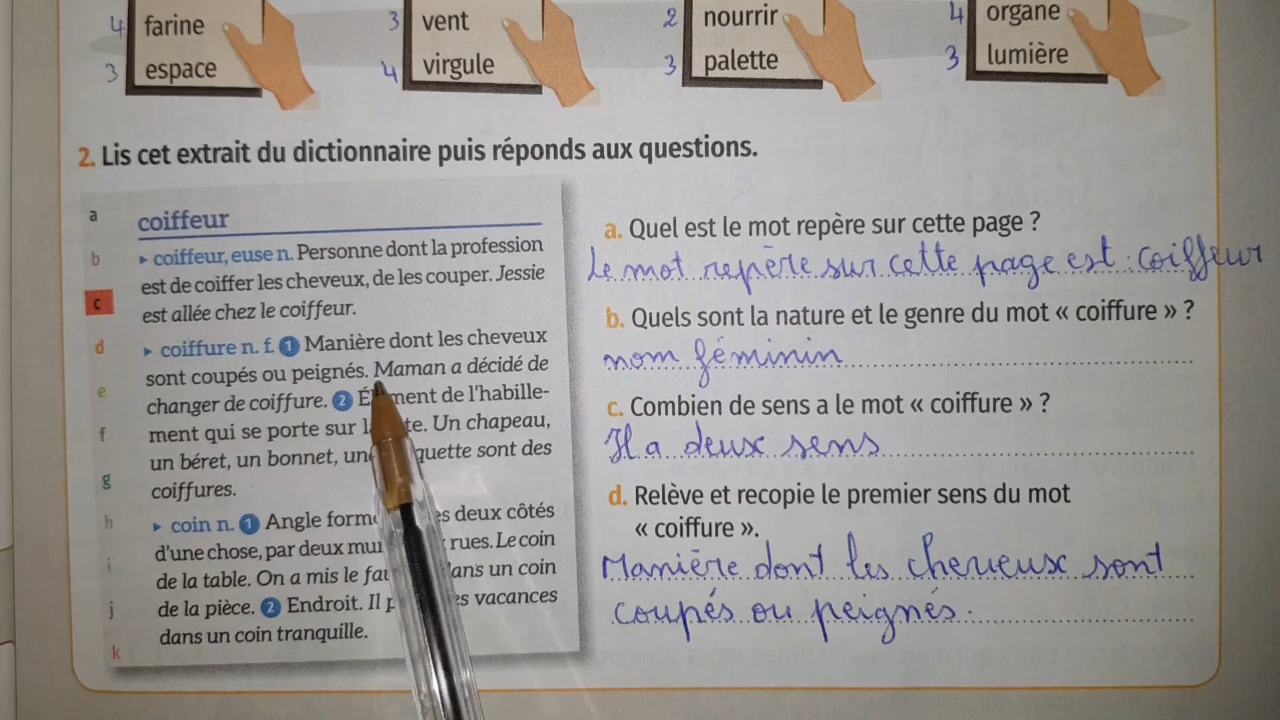 4 farine 3 vent 2 nourrir 4 organe
3 espace 4 virgule 3 palette 3 lumière
2. Lis cet extrait du dictionnaire puis réponds aux questions.
a
b
c
d
e
f
g
h
i
j
k
coiffeur
▸ coiffeur, euse n. Personne dont la profession
est de coiffer les cheveux, de les couper. Jessie
est allée chez le coiffeur.
▸ coiffure n. f. 1 Manière dont les cheveux
sont coupés ou peignés. Maman a décidé de
changer de coiffure. 2 de l'habille-
ment qui se porte sur Un chapeau,
un béret, un bonnet, sont des
coiffures.
▸ coin n. 1 Angle deux côtés
d'une chose, par deux rues. Le coin
de la table. On a mis le dans un coin
de la pièce. 2 Endroit. Il vacances
dans un coin tranquille.
a. Quel est le mot repère sur cette page ?
Le mot repère sur cette page est : coiffeur
b. Quels sont la nature et le genre du mot « coiffure » ?
nom féminin
c. Combien de sens a le mot « coiffure » ?
Il a deux sens
d. Relève et recopie le premier sens du mot
« coiffure ».
Manière dont les cheveux sont
coupés ou peignés.